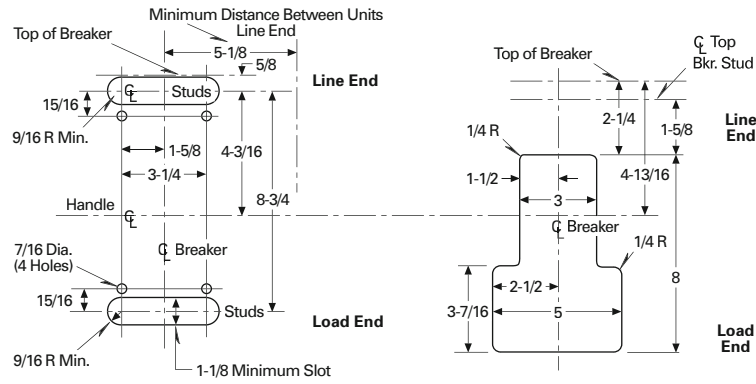 Minimum Distance Between Units
Line End
Top of Breaker
5-1/8
5/8
Line End
℄
Studs
15/16
9/16 R Min.
1-5/8
4-3/16
3-1/4
8-3/4
Handle
℄
℄ Breaker
7/16 Dia.
(4 Holes)
15/16
Studs
Load End
9/16 R Min.
1-1/8 Minimum Slot
Top of Breaker
℄ Top
Bkr. Stud
2-1/4
1-5/8
Line
End
1/4 R
4-13/16
1-1/2
3
℄ Breaker
1/4 R
8
2-1/2
3-7/16
5
Load
End